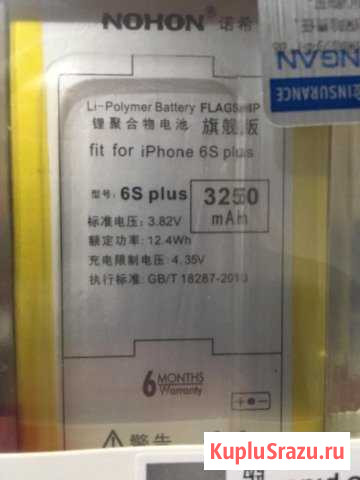 NOHON 诺希
INSURANCE
Li-Polymer Battery FLAGSHIP
锂聚合物电池 旗舰版
fit for iPhone 6S plus
型号: 6S plus 3250 mAh
标准电压: 3.82V
额定功率: 12.4Wh
充电限制电压: 4.35V
执行标准: GB/T 18287-2013
6 MONTHS
Warranty
警告
KupluSrazu.ru